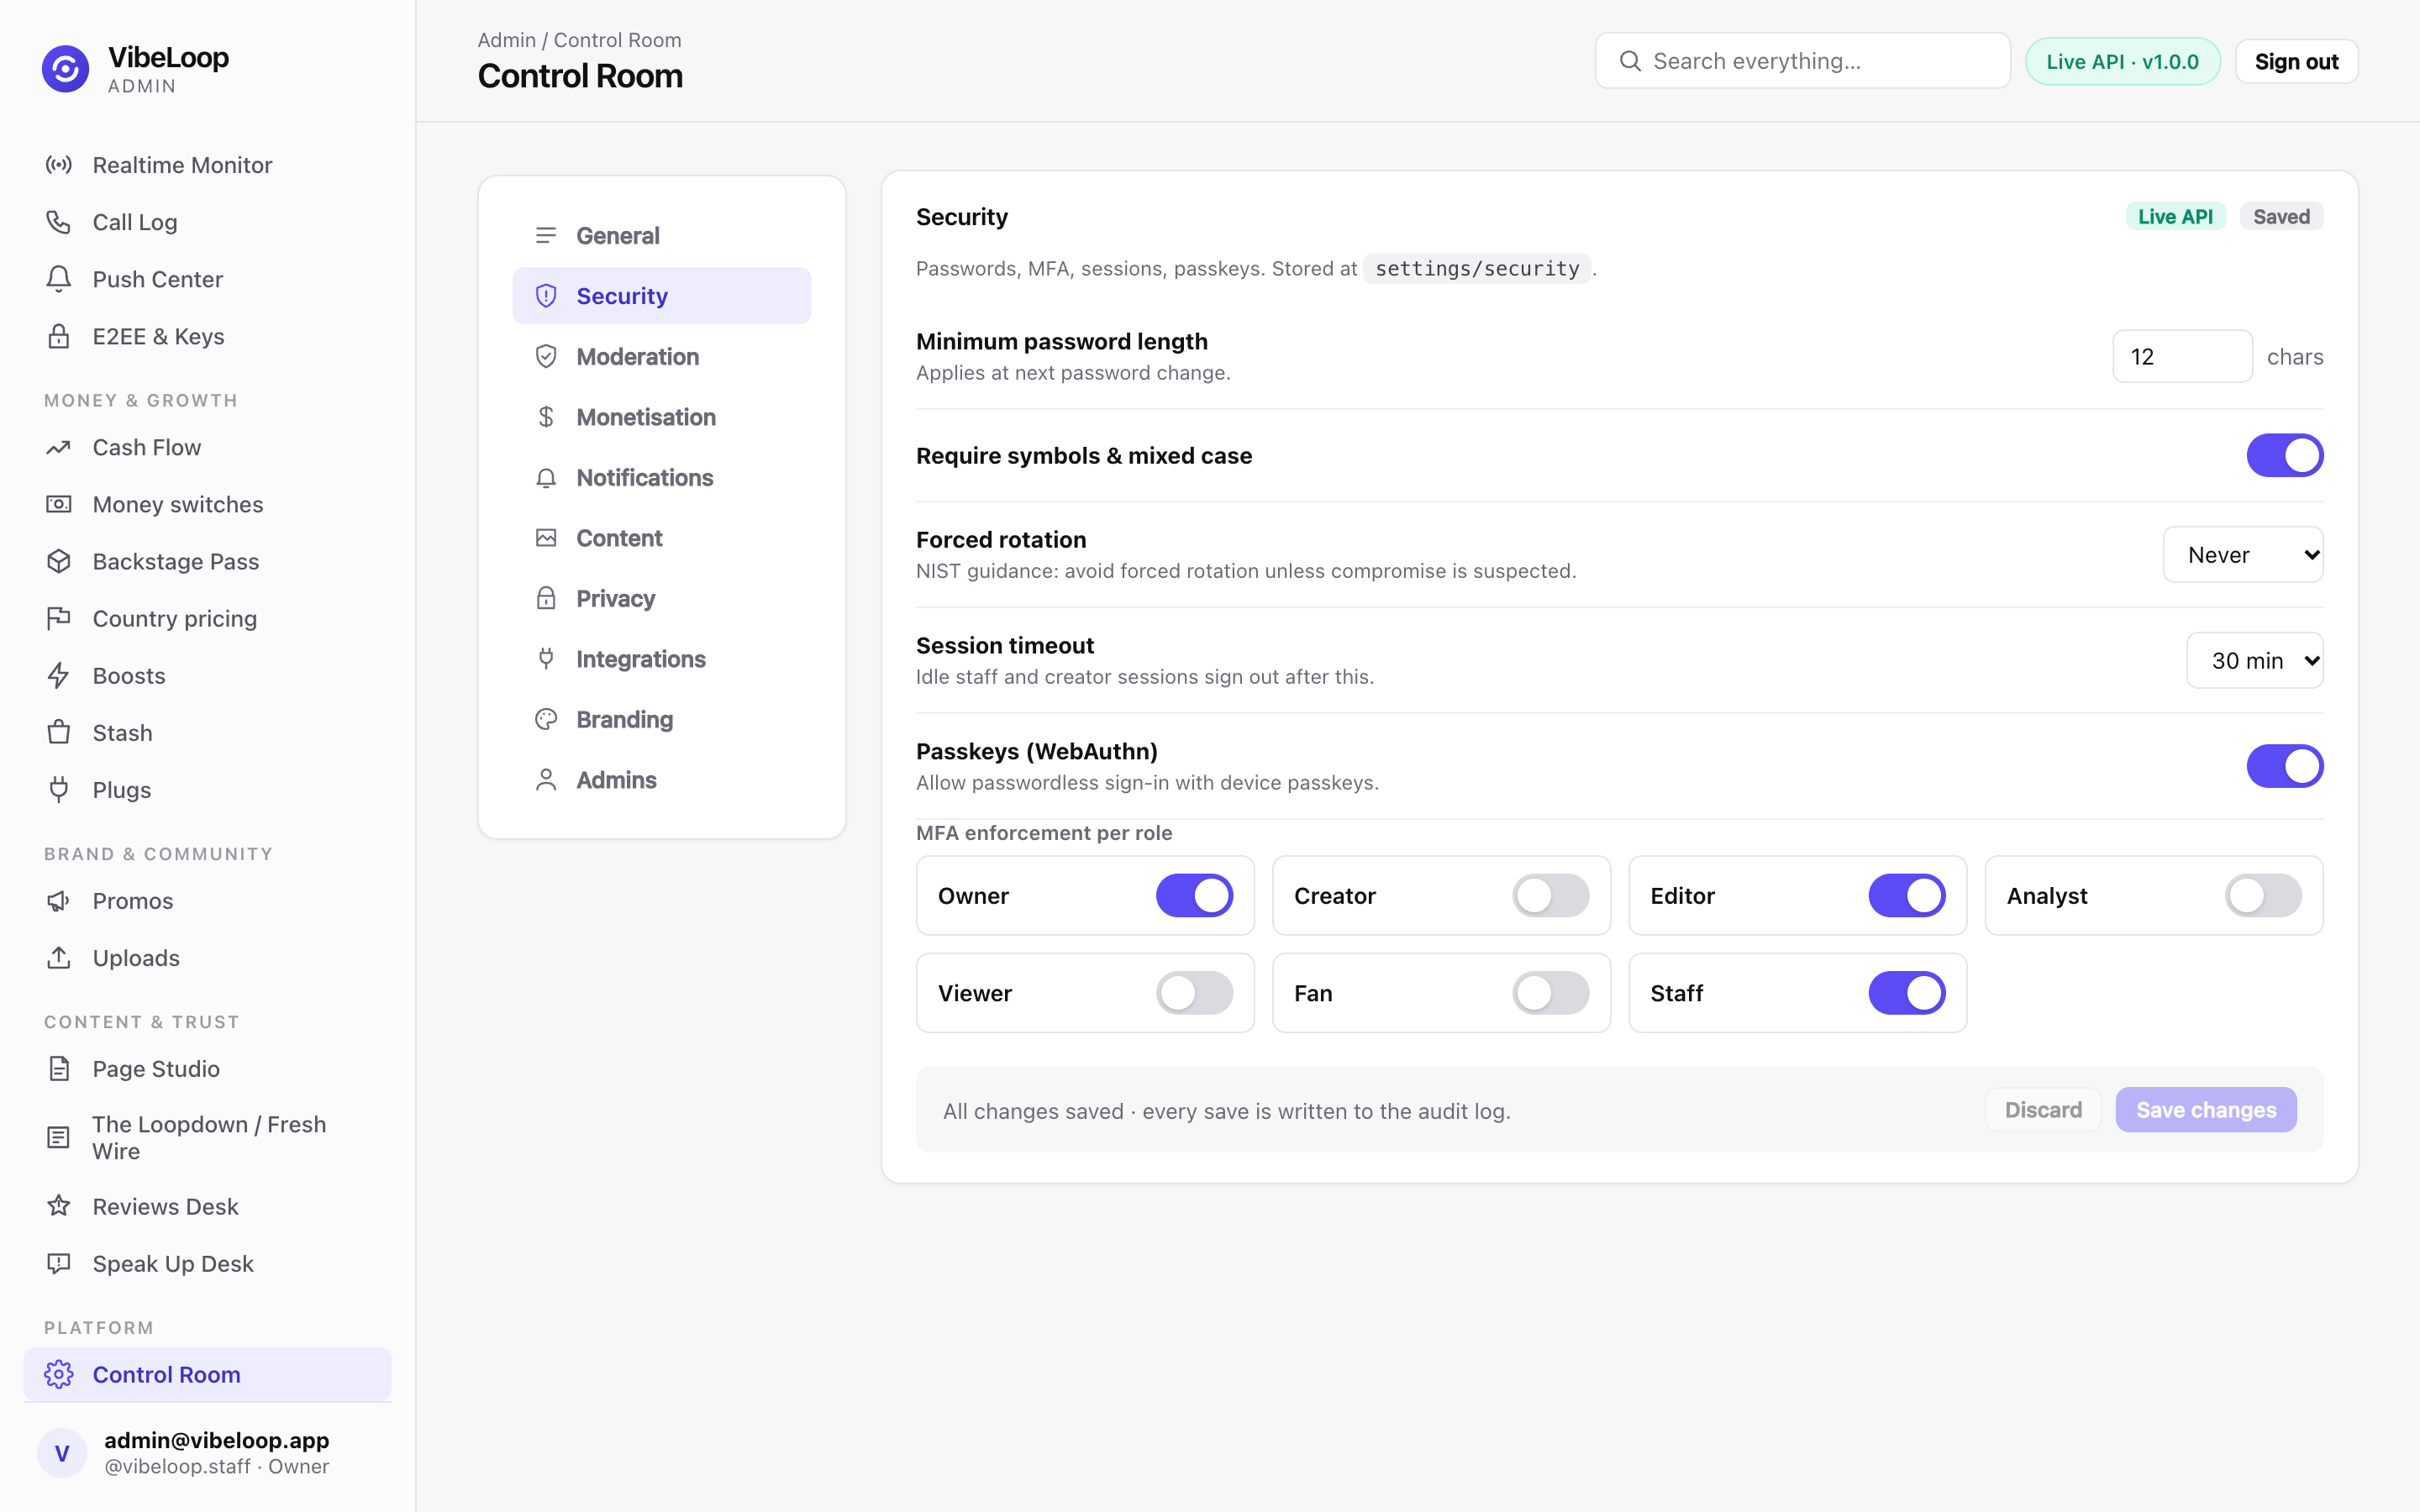 VibeLoop
ADMIN
Realtime Monitor
Call Log
Push Center
E2EE & Keys
MONEY & GROWTH
Cash Flow
Money switches
Backstage Pass
Country pricing
Boosts
Stash
Plugs
BRAND & COMMUNITY
Promos
Uploads
CONTENT & TRUST
Page Studio
The Loopdown / Fresh
Wire
Reviews Desk
Speak Up Desk
PLATFORM
Control Room
V
admin@vibeloop.app
@vibeloop.staff · Owner
Admin / Control Room
Control Room
Search everything...
Live API · v1.0.0
Sign out
General
Security
Moderation
Monetisation
Notifications
Content
Privacy
Integrations
Branding
Admins
Security
Live API
Saved
Passwords, MFA, sessions, passkeys. Stored at settings/security.
Minimum password length
Applies at next password change.
12 chars
Require symbols & mixed case
Forced rotation
NIST guidance: avoid forced rotation unless compromise is suspected.
Never
Session timeout
Idle staff and creator sessions sign out after this.
30 min
Passkeys (WebAuthn)
Allow passwordless sign-in with device passkeys.
MFA enforcement per role
Owner
Creator
Editor
Analyst
Viewer
Fan
Staff
All changes saved · every save is written to the audit log.
Discard
Save changes